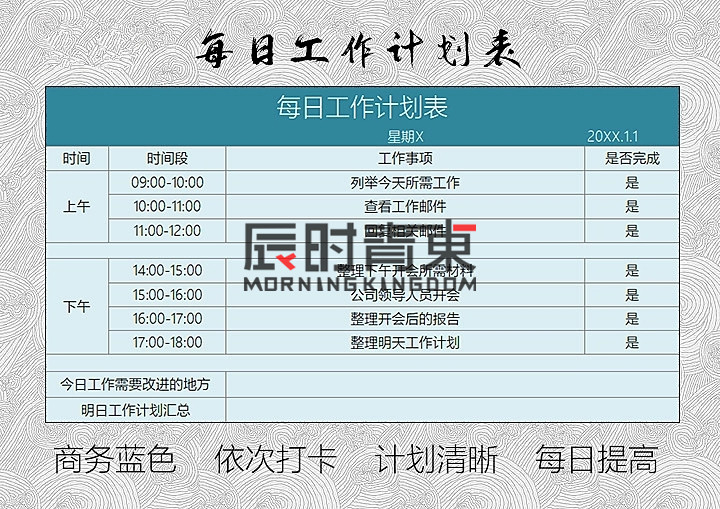 每日工作计划表
每日工作计划表
星期X 20XX.1.1
时间 时间段 工作事项 是否完成
上午 09:00-10:00 列举今天所需工作 是
10:00-11:00 查看工作邮件 是
11:00-12:00 回复相关邮件 是
辰时青東
MORNING KINGDOM
下午 14:00-15:00 整理下午开会所需材料 是
15:00-16:00 公司领导人员开会 是
16:00-17:00 整理开会后的报告 是
17:00-18:00 整理明天工作计划 是
今日工作需要改进的地方
明日工作计划汇总
商务蓝色 依次打卡 计划清晰 每日提高